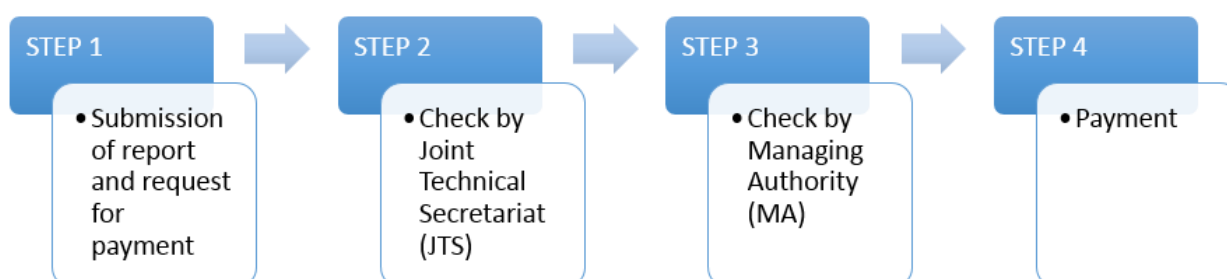 STEP 1
• Submission
of report
and request
for
payment
STEP 2
• Check by
Joint
Technical
Secretariat
(JTS)
STEP 3
• Check by
Managing
Authority
(MA)
STEP 4
• Payment